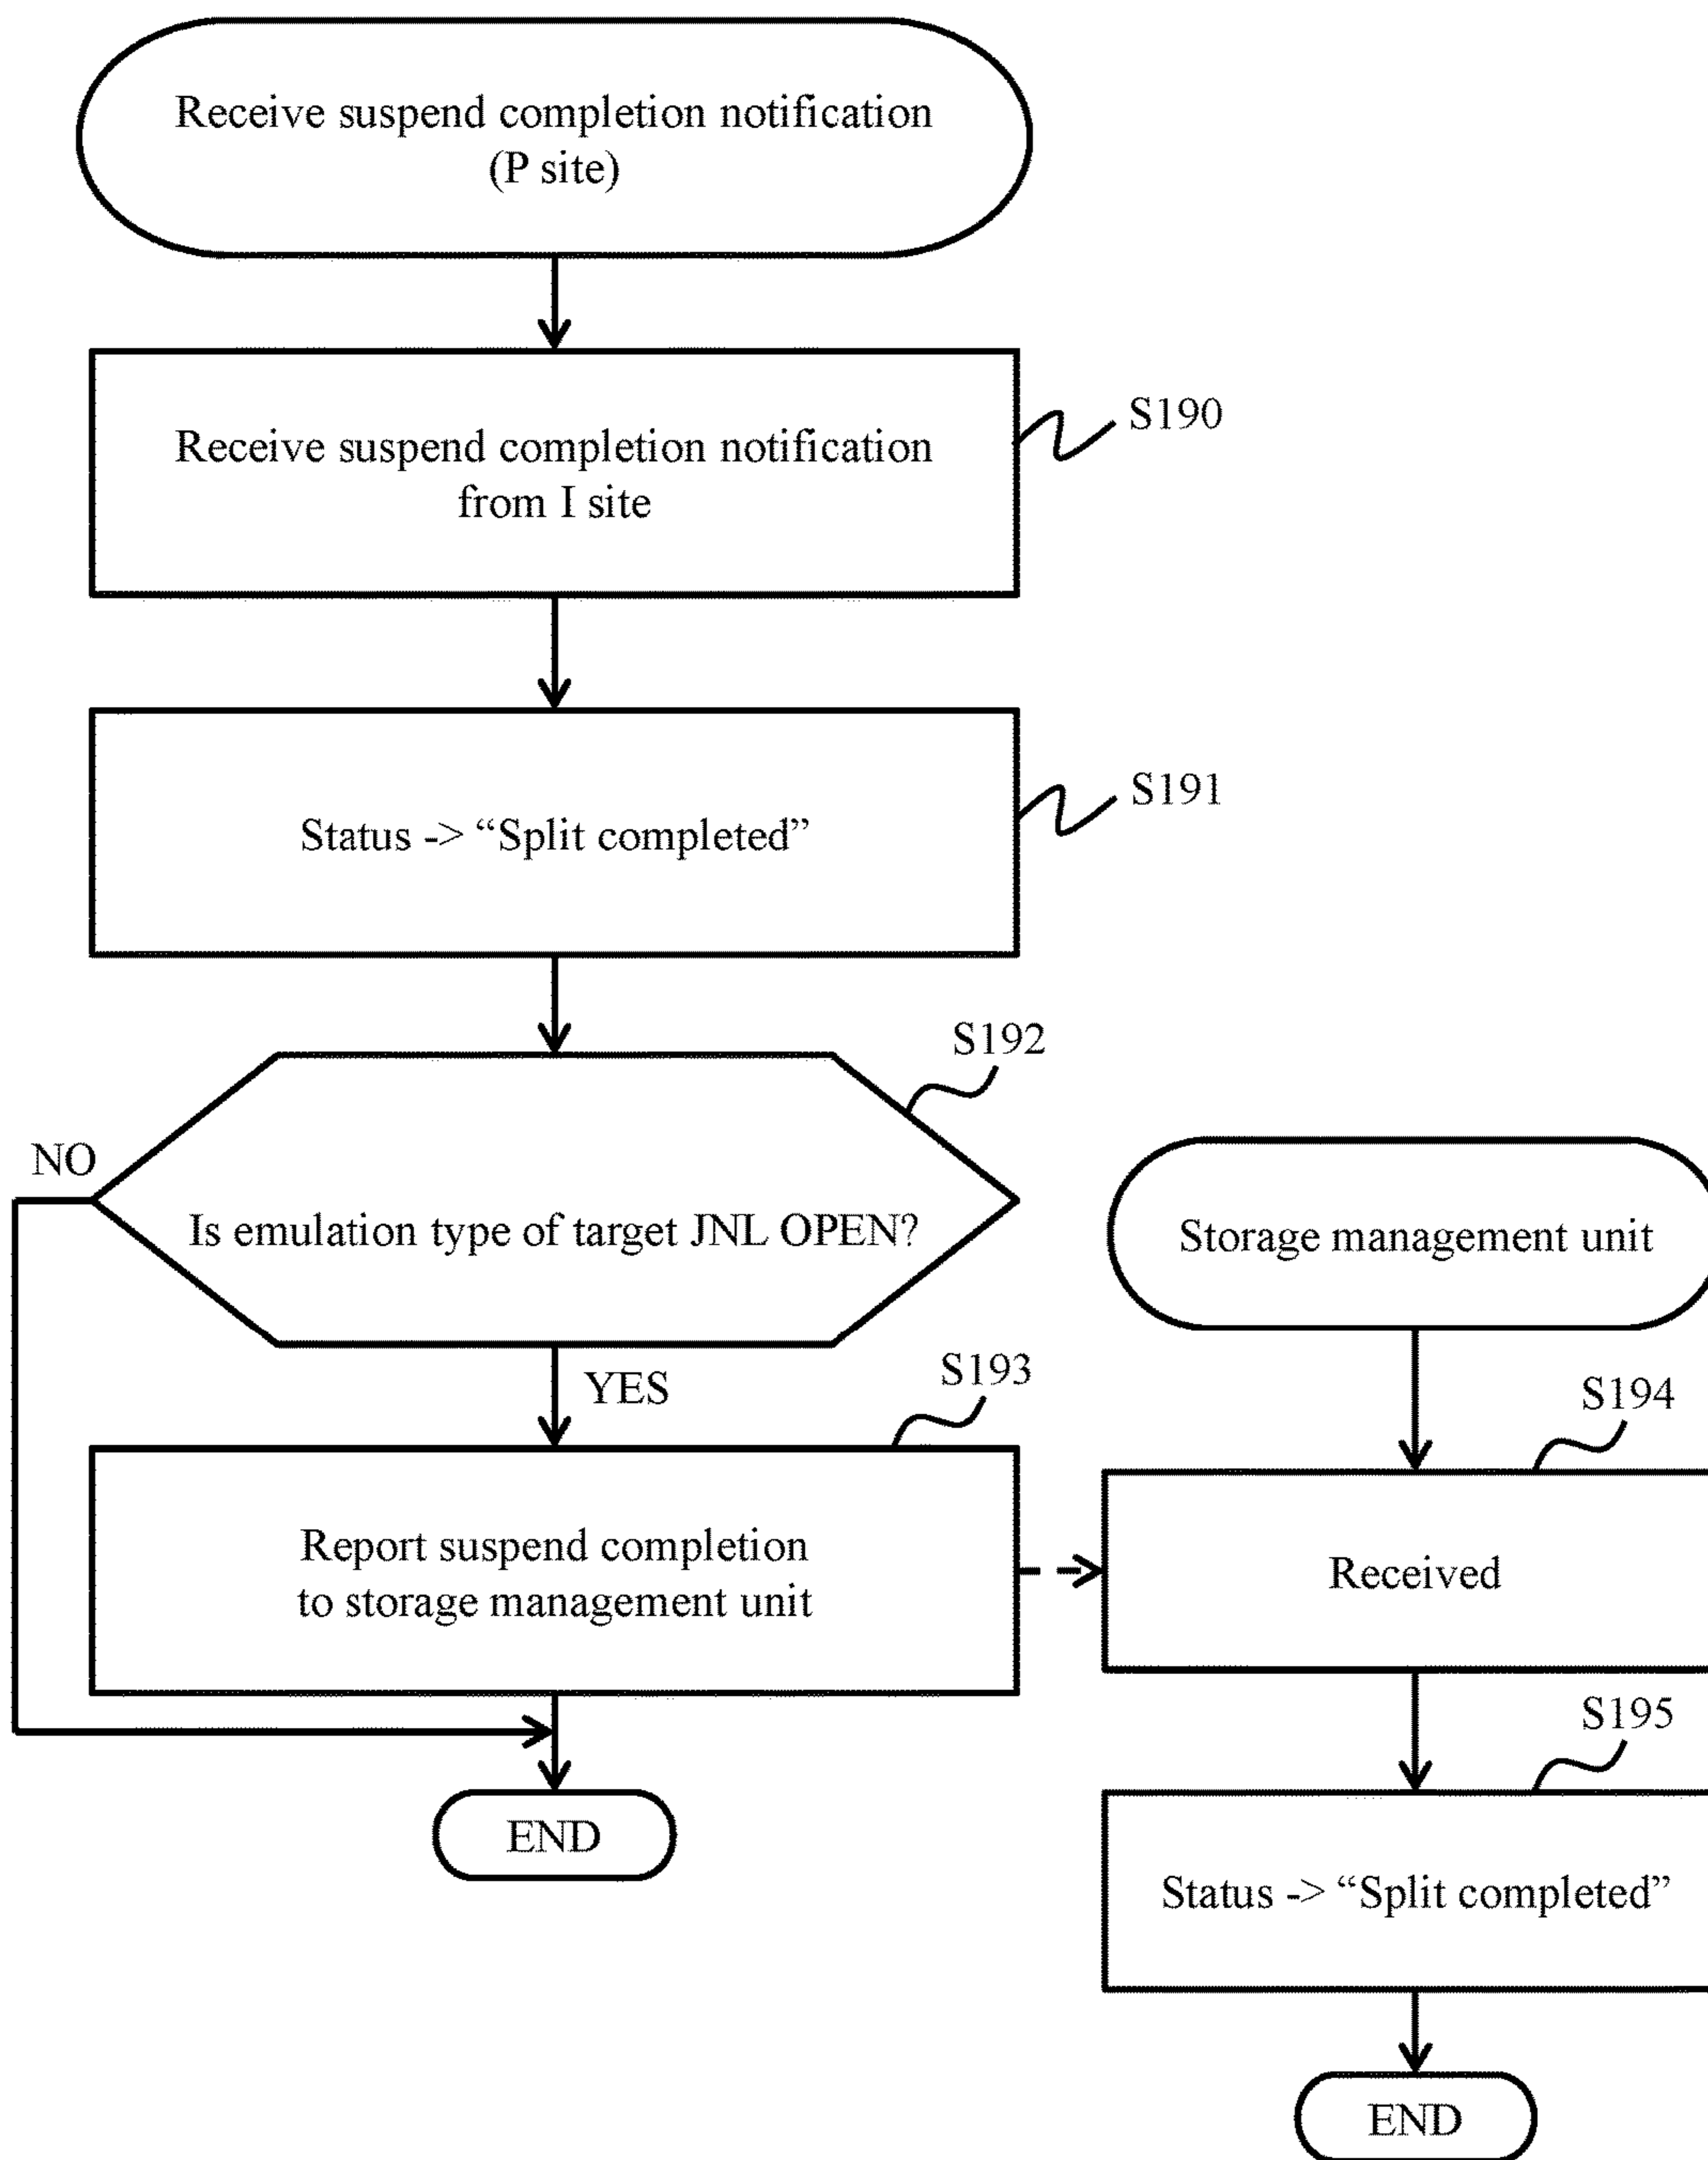 Receive suspend completion notification
(P site)
Receive suspend completion notification
from I site
S190
Status -> “Split completed”
S191
S192
NO
Is emulation type of target JNL OPEN?
YES
S193
Report suspend completion
to storage management unit
END
Storage management unit
S194
Received
S195
Status -> “Split completed”
END